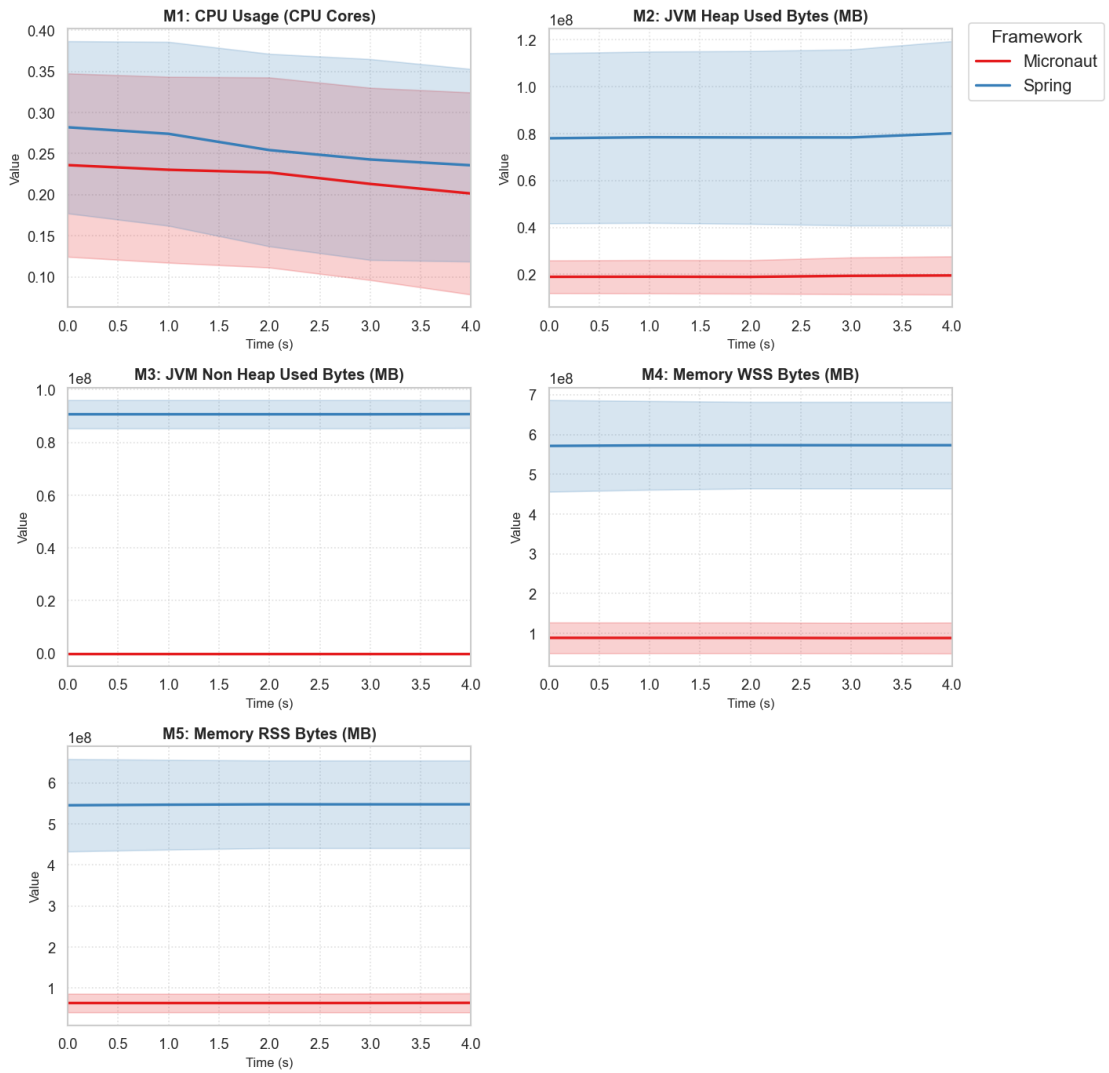 M1: CPU Usage (CPU Cores)
0.40
0.35
0.30
0.25
0.20
0.15
0.10
Value
0.0 0.5 1.0 1.5 2.0 2.5 3.0 3.5 4.0
Time (s)
M2: JVM Heap Used Bytes (MB)
1e8
1.2
1.0
0.8
0.6
0.4
0.2
Value
0.0 0.5 1.0 1.5 2.0 2.5 3.0 3.5 4.0
Time (s)
Framework
Micronaut
Spring
M3: JVM Non Heap Used Bytes (MB)
1e8
1.0
0.8
0.6
0.4
0.2
0.0
Value
0.0 0.5 1.0 1.5 2.0 2.5 3.0 3.5 4.0
Time (s)
M4: Memory WSS Bytes (MB)
1e8
7
6
5
4
3
2
1
Value
0.0 0.5 1.0 1.5 2.0 2.5 3.0 3.5 4.0
Time (s)
M5: Memory RSS Bytes (MB)
1e8
6
5
4
3
2
1
Value
0.0 0.5 1.0 1.5 2.0 2.5 3.0 3.5 4.0
Time (s)